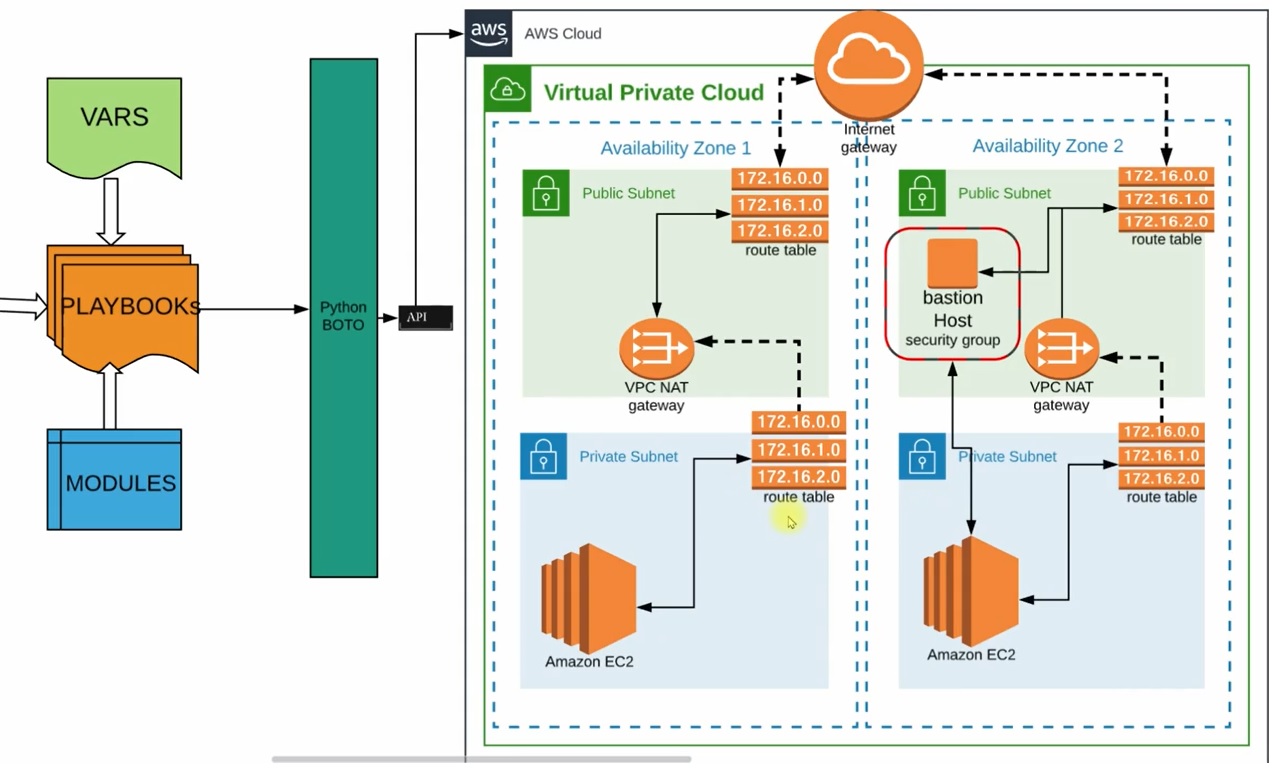 VARS
PLAYBOOKs
MODULES
Python
BOTO
API
aws
AWS Cloud
Virtual Private Cloud
Internet
gateway
Availability Zone 1
Public Subnet
172.16.0.0
172.16.1.0
172.16.2.0
route table
VPC NAT
gateway
Private Subnet
172.16.0.0
172.16.1.0
172.16.2.0
route table
Amazon EC2
Availability Zone 2
Public Subnet
172.16.0.0
172.16.1.0
172.16.2.0
route table
bastion
Host
security group
VPC NAT
gateway
Private Subnet
172.16.0.0
172.16.1.0
172.16.2.0
route table
Amazon EC2